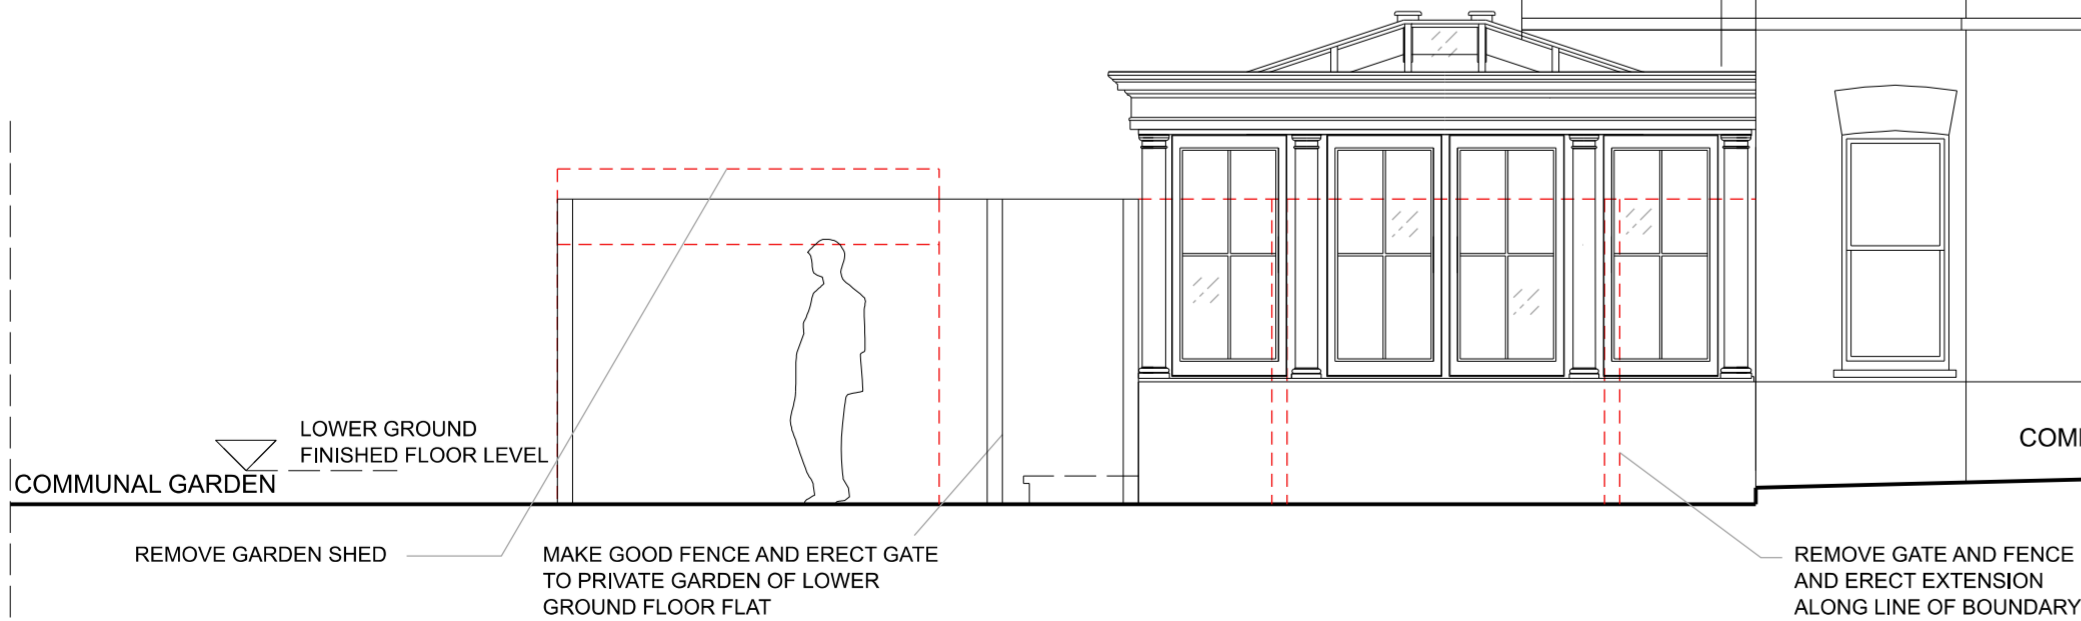 LOWER GROUND
FINISHED FLOOR LEVEL
COMMUNAL GARDEN
COM
REMOVE GARDEN SHED
MAKE GOOD FENCE AND ERECT GATE
TO PRIVATE GARDEN OF LOWER
GROUND FLOOR FLAT
REMOVE GATE AND FENCE
AND ERECT EXTENSION
ALONG LINE OF BOUNDARY